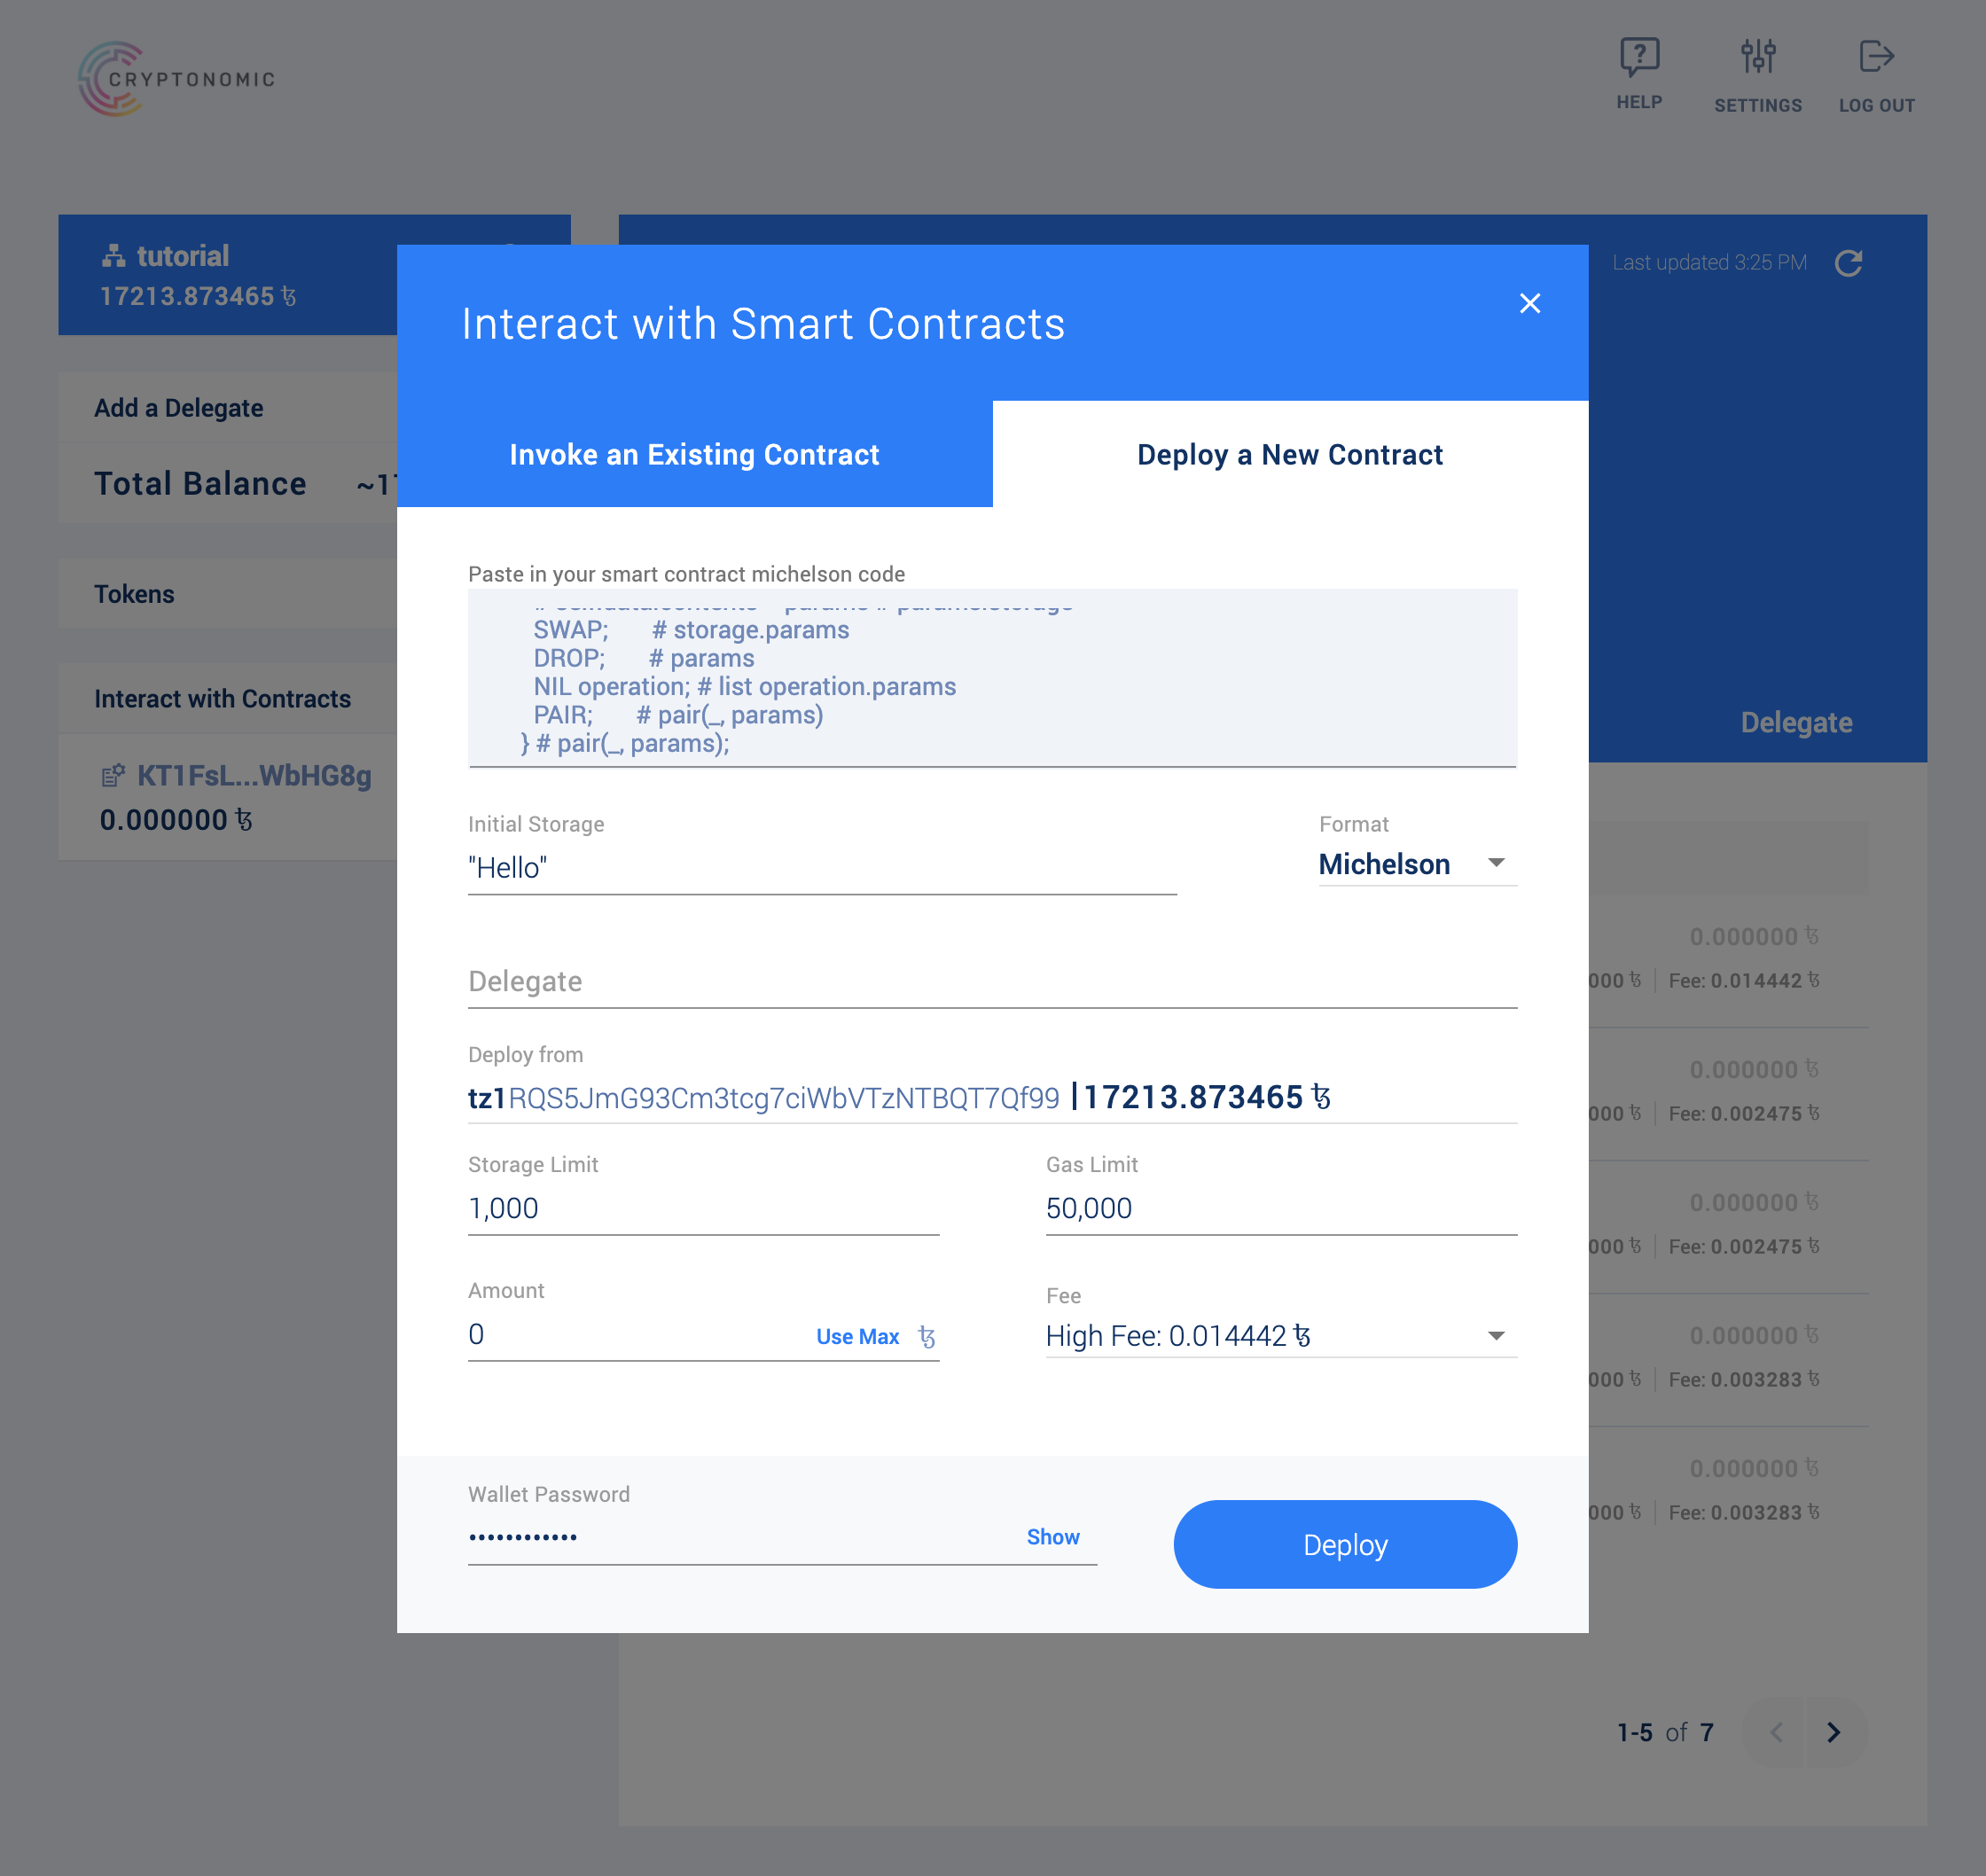 CRYPTONOMIC
HELP
SETTINGS
LOG OUT
tutorial
17213.873465 ꜩ
Last updated 3:25 PM
Add a Delegate
Total Balance ~1
Tokens
Interact with Contracts
KT1FsL...WbHG8g
0.000000 ꜩ
Interact with Smart Contracts
Invoke an Existing Contract
Deploy a New Contract
Paste in your smart contract michelson code
SWAP; # storage.params
DROP; # params
NIL operation; # list operation.params
PAIR; # pair(_, params)
} # pair(_, params);
Initial Storage
"Hello"
Format
Michelson
Delegate
Deploy from
tz1RQS5JmG93Cm3tcg7ciWbVTzNTBQT7Qf99 |17213.873465 ꜩ
Storage Limit
1,000
Gas Limit
50,000
Amount
0 Use Max ꜩ
Fee
High Fee: 0.014442 ꜩ
Wallet Password
Show
Deploy
Delegate
0.000000 ꜩ
000 ꜩ | Fee: 0.014442 ꜩ
0.000000 ꜩ
000 ꜩ | Fee: 0.002475 ꜩ
0.000000 ꜩ
000 ꜩ | Fee: 0.002475 ꜩ
0.000000 ꜩ
000 ꜩ | Fee: 0.003283 ꜩ
0.000000 ꜩ
000 ꜩ | Fee: 0.003283 ꜩ
1-5 of 7